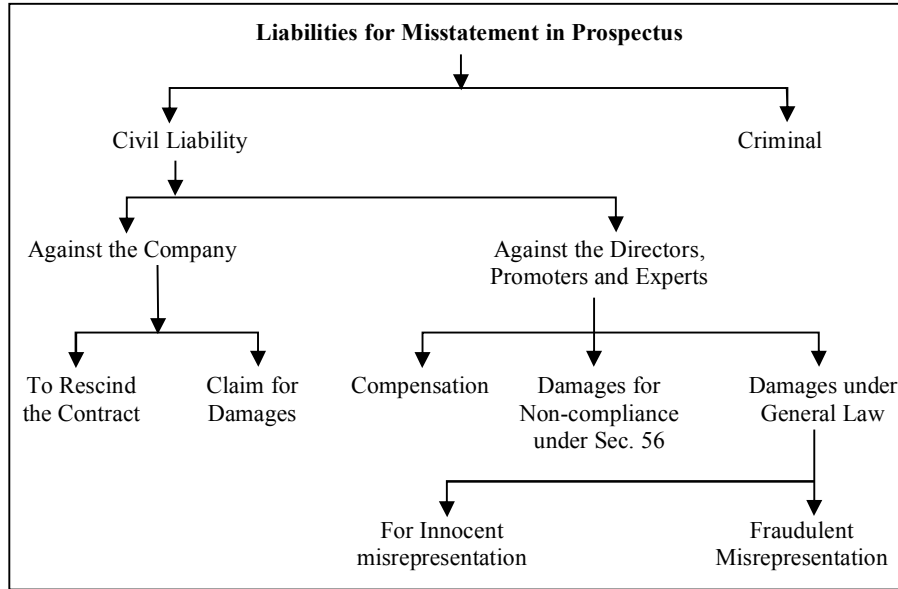 Liabilities for Misstatement in Prospectus
Civil Liability
Criminal
Against the Company
Against the Directors,
Promoters and Experts
To Rescind
the Contract
Claim for
Damages
Compensation
Damages for
Non-compliance
under Sec. 56
Damages under
General Law
For Innocent
misrepresentation
Fraudulent
Misrepresentation